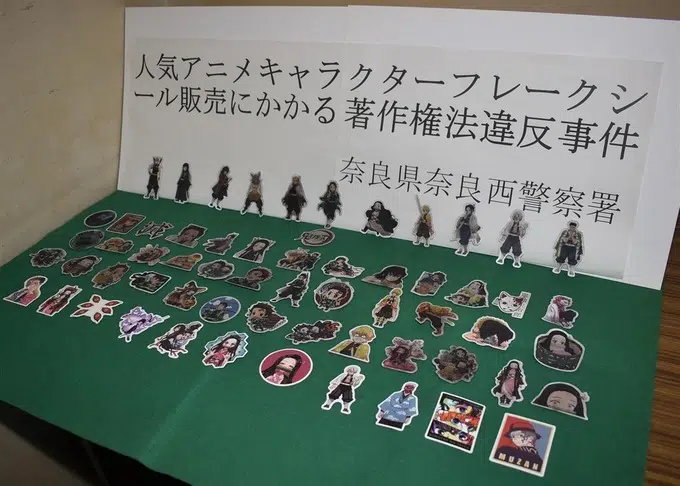 人気アニメキャラクターフレークシ
ール販売にかかる著作権法違反事件
奈良県奈良西警察署
MUZAN